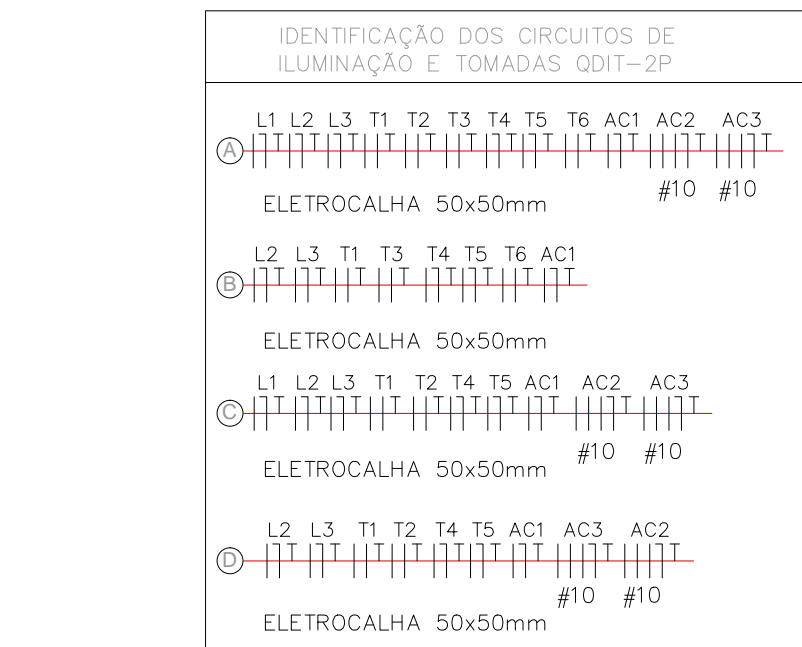 IDENTIFICAÇÃO DOS CIRCUITOS DE
ILUMINAÇÃO E TOMADAS QDIT-2P
L1 L2 L3 T1 T2 T3 T4 T5 T6 AC1 AC2 AC3
A
#10 #10
ELETROCALHA 50x50mm
L2 L3 T1 T3 T4 T5 T6 AC1
B
ELETROCALHA 50x50mm
L1 L2 L3 T1 T2 T4 T5 AC1 AC2 AC3
C
#10 #10
ELETROCALHA 50x50mm
L2 L3 T1 T2 T4 T5 AC1 AC3 AC2
D
#10 #10
ELETROCALHA 50x50mm